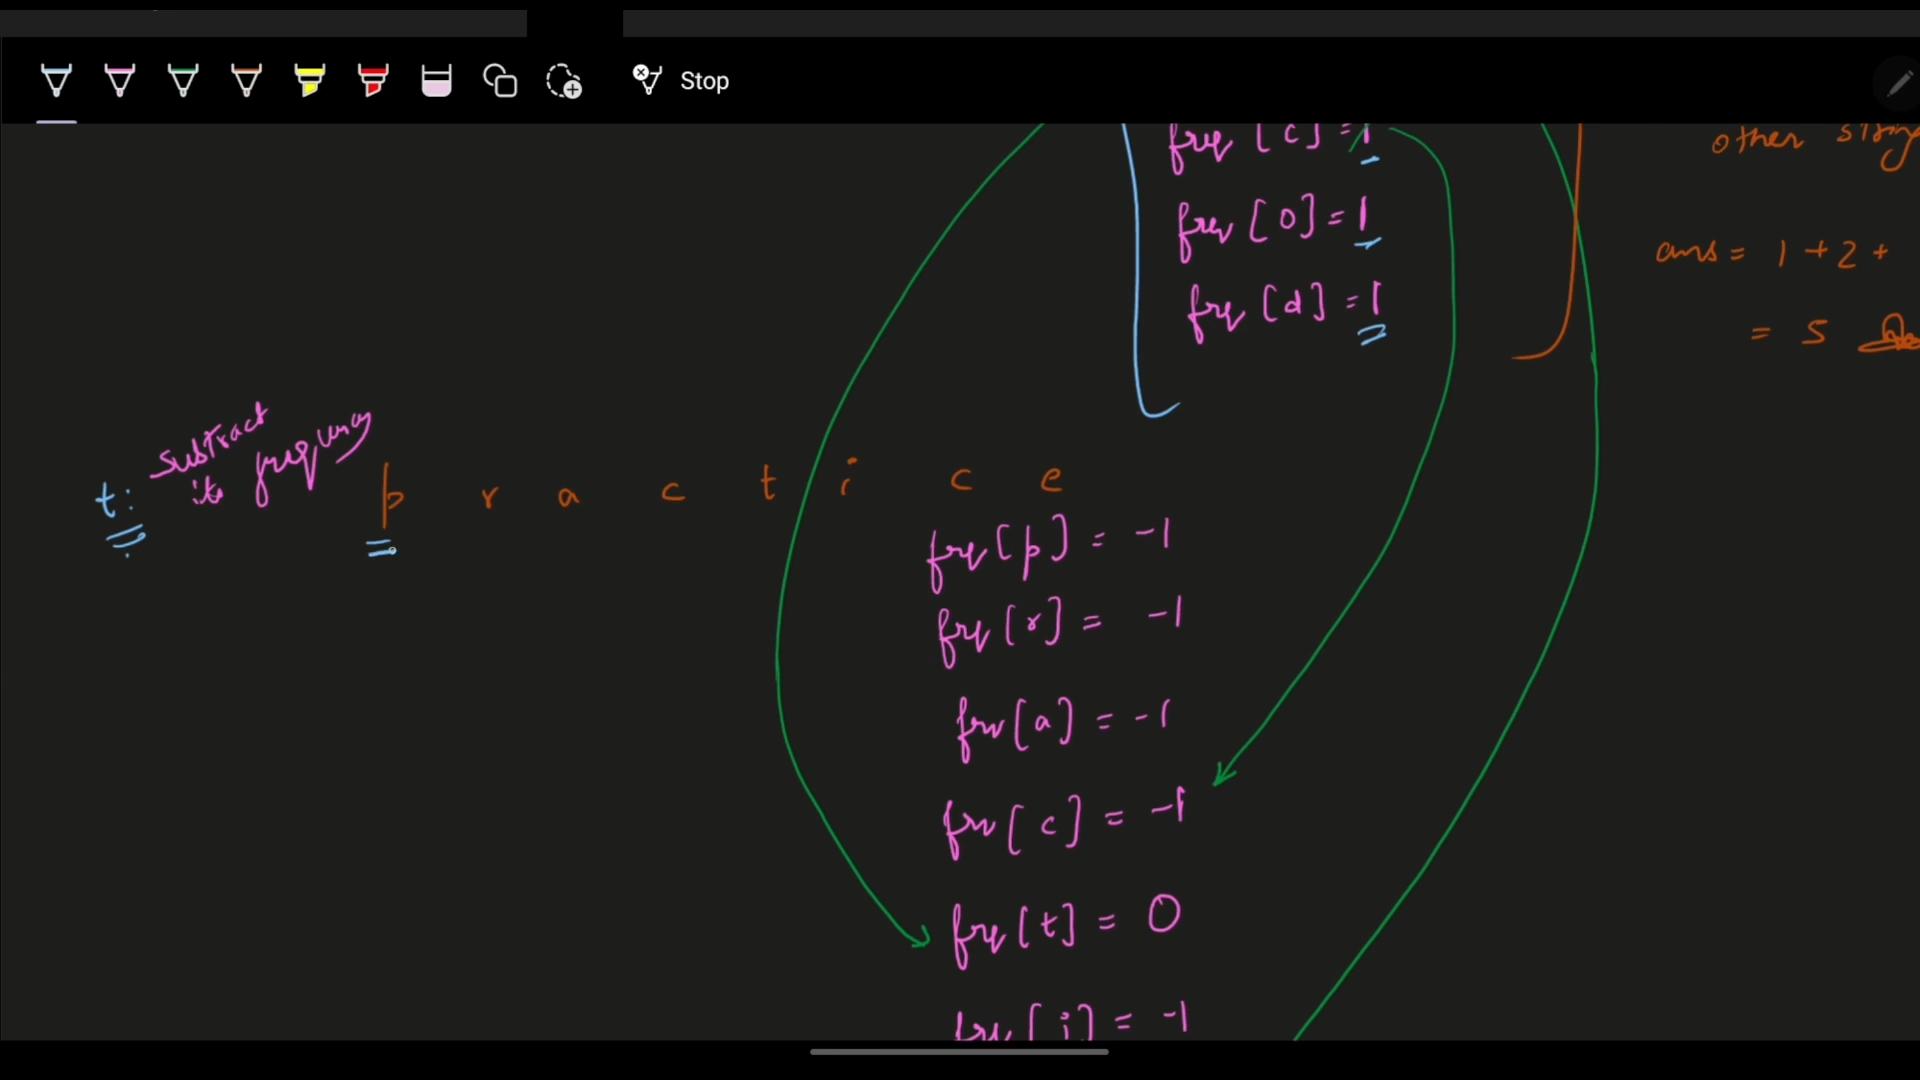 Stop
freq [c] = 1
other string
freq [o] = 1
ans = 1 + 2 +
freq [d] = 1
= 5
subtract
its frequency
t: p r a c t i c e
freq [p] = -1
freq [r] = -1
freq [a] = -1
freq [c] = -1
freq [t] = 0
freq [i] = -1